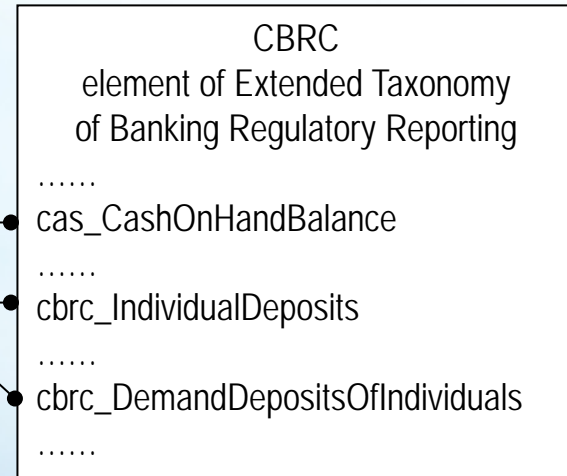 CBRC
element of Extended Taxonomy
of Banking Regulatory Reporting
……
cas_CashOnHandBalance
……
cbrc_IndividualDeposits
……
cbrc_DemandDepositsOfIndividuals
……